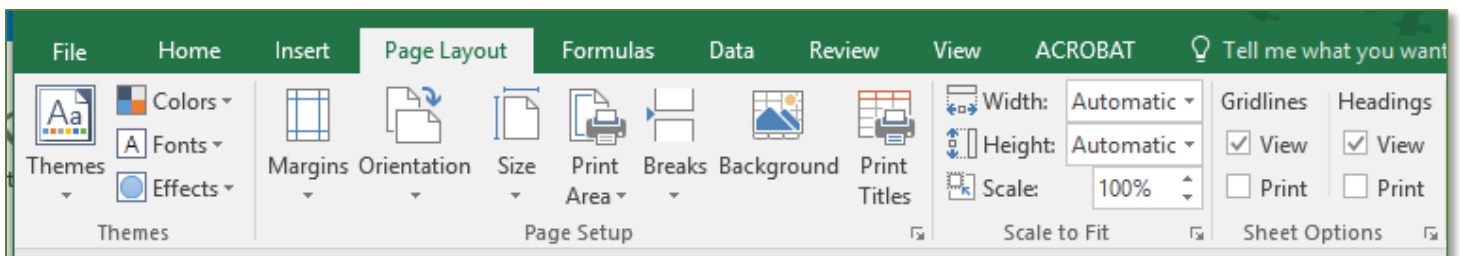 File Home Insert Page Layout Formulas Data Review View ACROBAT Tell me what you want
Aa Colors Width: Automatic Gridlines Headings
A Fonts Height: Automatic View View
Themes Margins Orientation Size Print Area Breaks Background Print Titles
Effects Scale: 100% Print Print
Themes Page Setup Scale to Fit Sheet Options